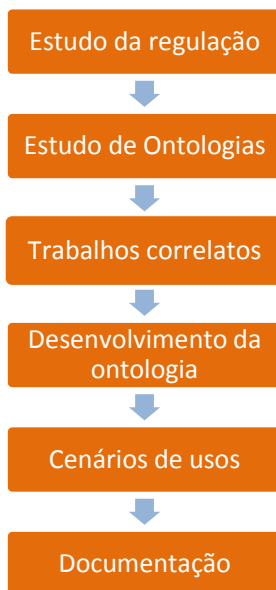 Estudo da regulação
Estudo de Ontologias
Trabalhos correlatos
Desenvolvimento da
ontologia
Cenários de usos
Documentação